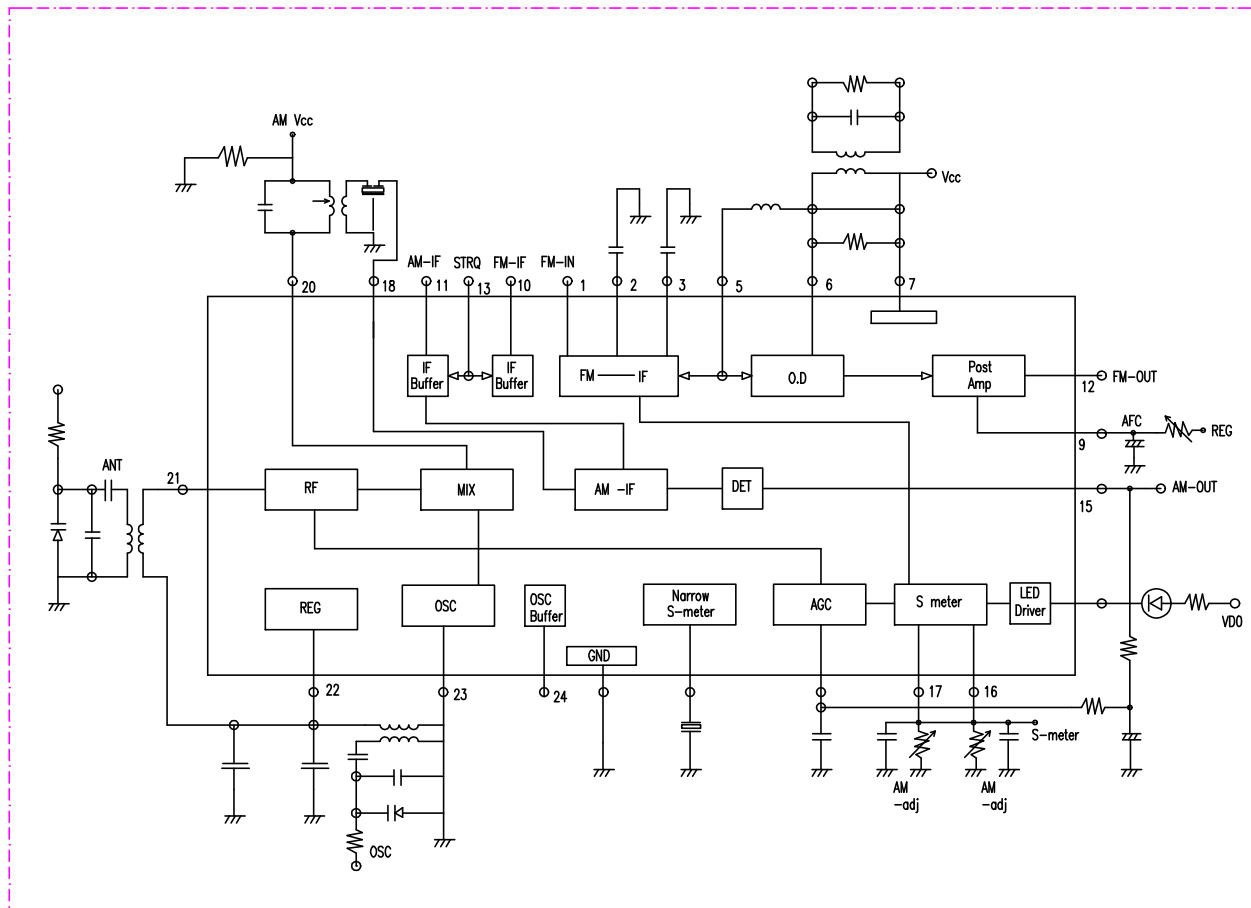 AM Vcc
Vcc
AM-IF
STRQ
FM-IF
FM-IN
20
18
11
13
10
1
2
3
5
6
7
IF
Buffer
IF
Buffer
FM
IF
O.D
Post
Amp
12
FM-OUT
AFC
9
REG
ANT
21
RF
MIX
AM -IF
DET
15
AM-OUT
REG
OSC
OSC
Buffer
Narrow
S-meter
AGC
S meter
LED
Driver
VDO
GND
22
23
24
17
16
S-meter
AM
-adj
AM
-adj
OSC